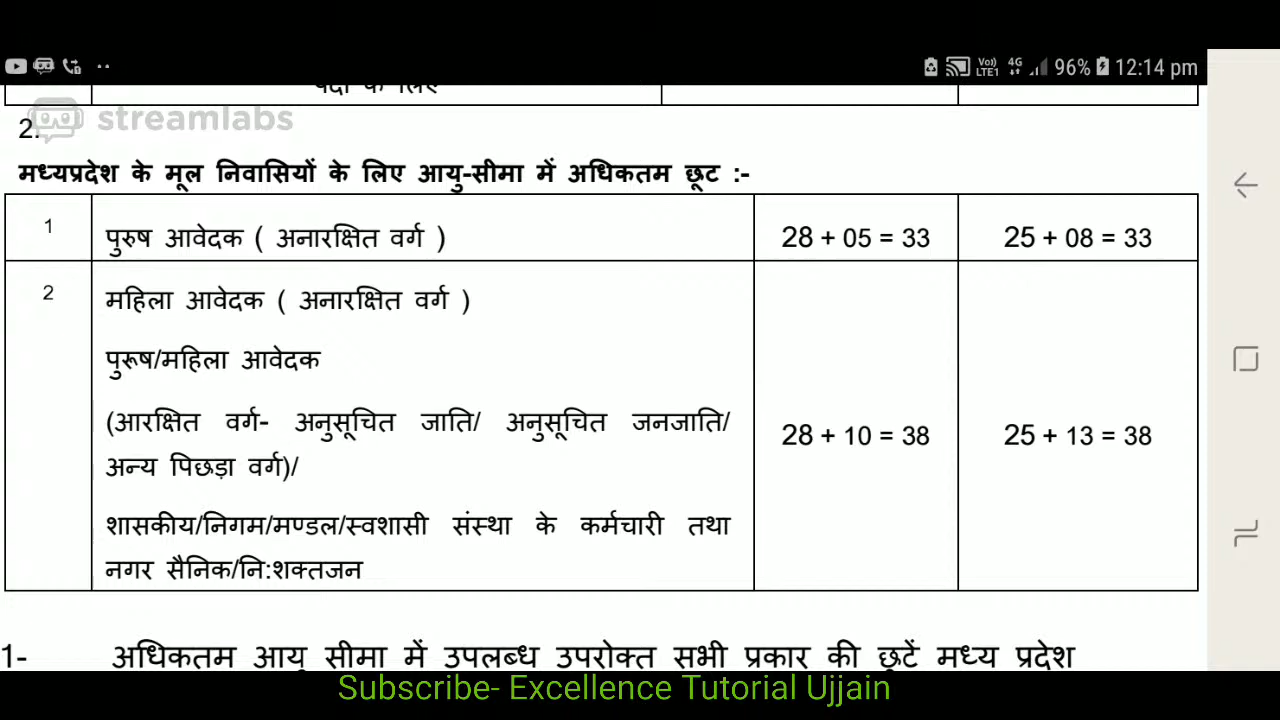 96% 12:14 pm
के लिए
streamlabs
2.
मध्यप्रदेश के मूल निवासियों के लिए आयु-सीमा में अधिकतम छूट :-
1 पुरुष आवेदक ( अनारक्षित वर्ग ) 28 + 05 = 33 25 + 08 = 33
2 महिला आवेदक ( अनारक्षित वर्ग )
पुरूष/महिला आवेदक
(आरक्षित वर्ग- अनुसूचित जाति/ अनुसूचित जनजाति/
28 + 10 = 38 25 + 13 = 38
अन्य पिछड़ा वर्ग)/
शासकीय/निगम/मण्डल/स्वशासी संस्था के कर्मचारी तथा
नगर सैनिक/नि:शक्तजन
1- अधिकतम आयु सीमा में उपलब्ध उपरोक्त सभी प्रकार की छूटें मध्य प्रदेश
Subscribe- Excellence Tutorial Ujjain